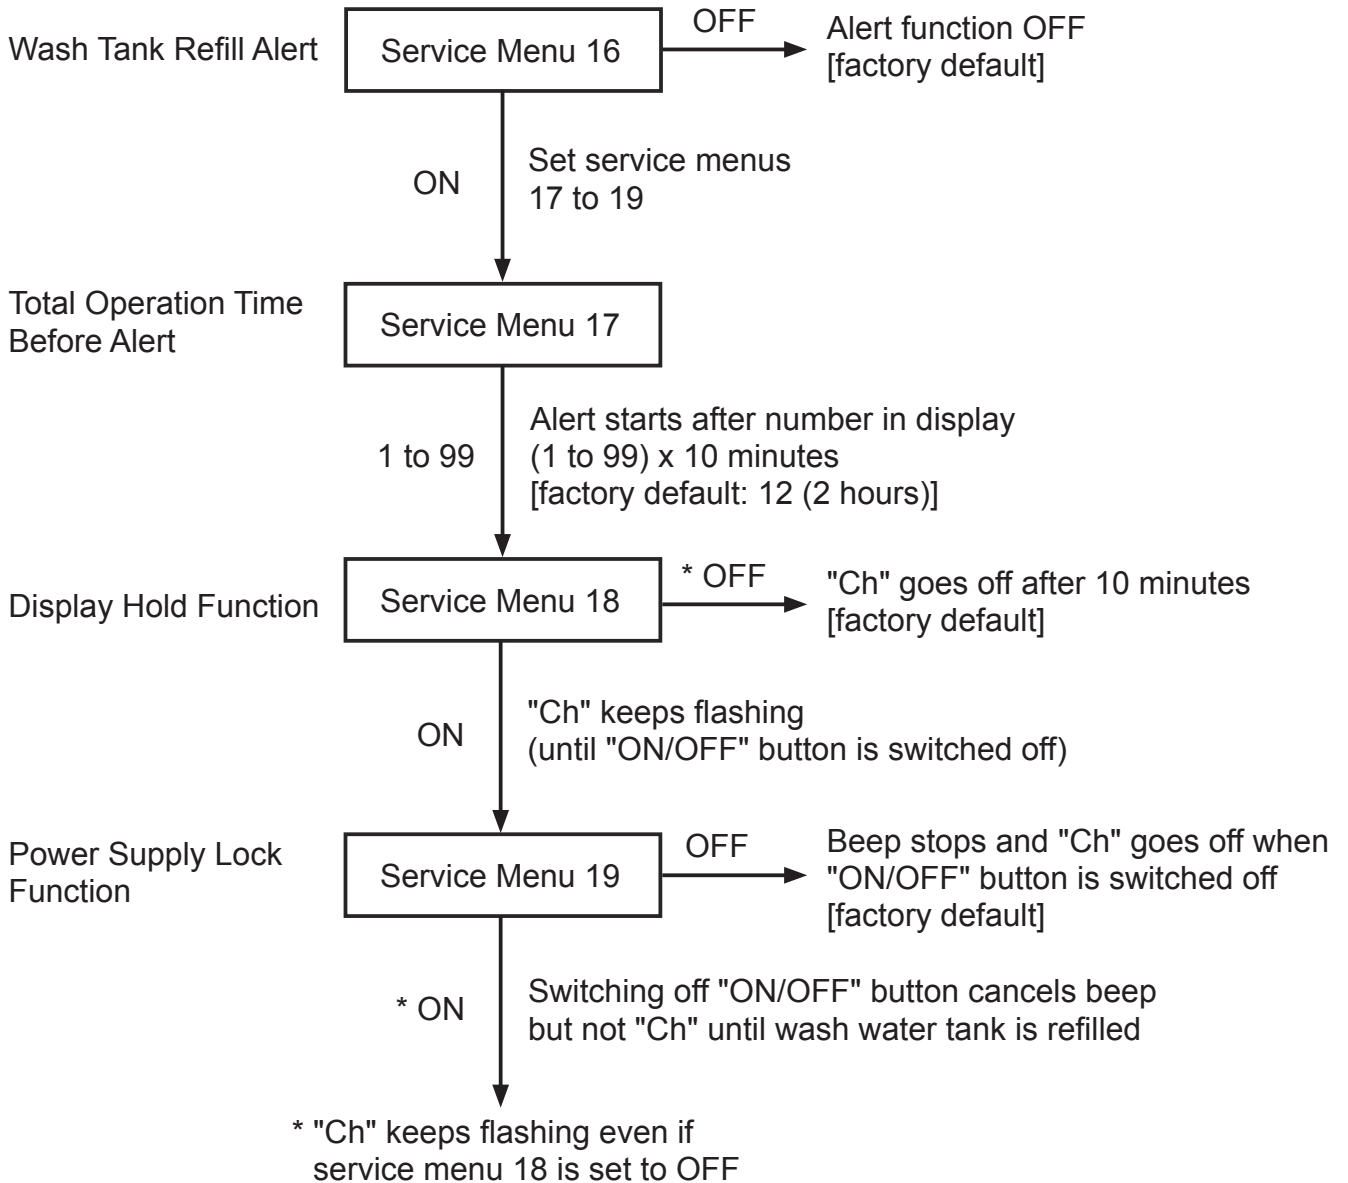 Wash Tank Refill Alert
Service Menu 16
OFF
Alert function OFF
[factory default]
ON
Set service menus
17 to 19
Total Operation Time
Before Alert
Service Menu 17
1 to 99
Alert starts after number in display
(1 to 99) x 10 minutes
[factory default: 12 (2 hours)]
Display Hold Function
Service Menu 18
* OFF
"Ch" goes off after 10 minutes
[factory default]
ON
"Ch" keeps flashing
(until "ON/OFF" button is switched off)
Power Supply Lock
Function
Service Menu 19
OFF
Beep stops and "Ch" goes off when
"ON/OFF" button is switched off
[factory default]
* ON
Switching off "ON/OFF" button cancels beep
but not "Ch" until wash water tank is refilled
* "Ch" keeps flashing even if
service menu 18 is set to OFF